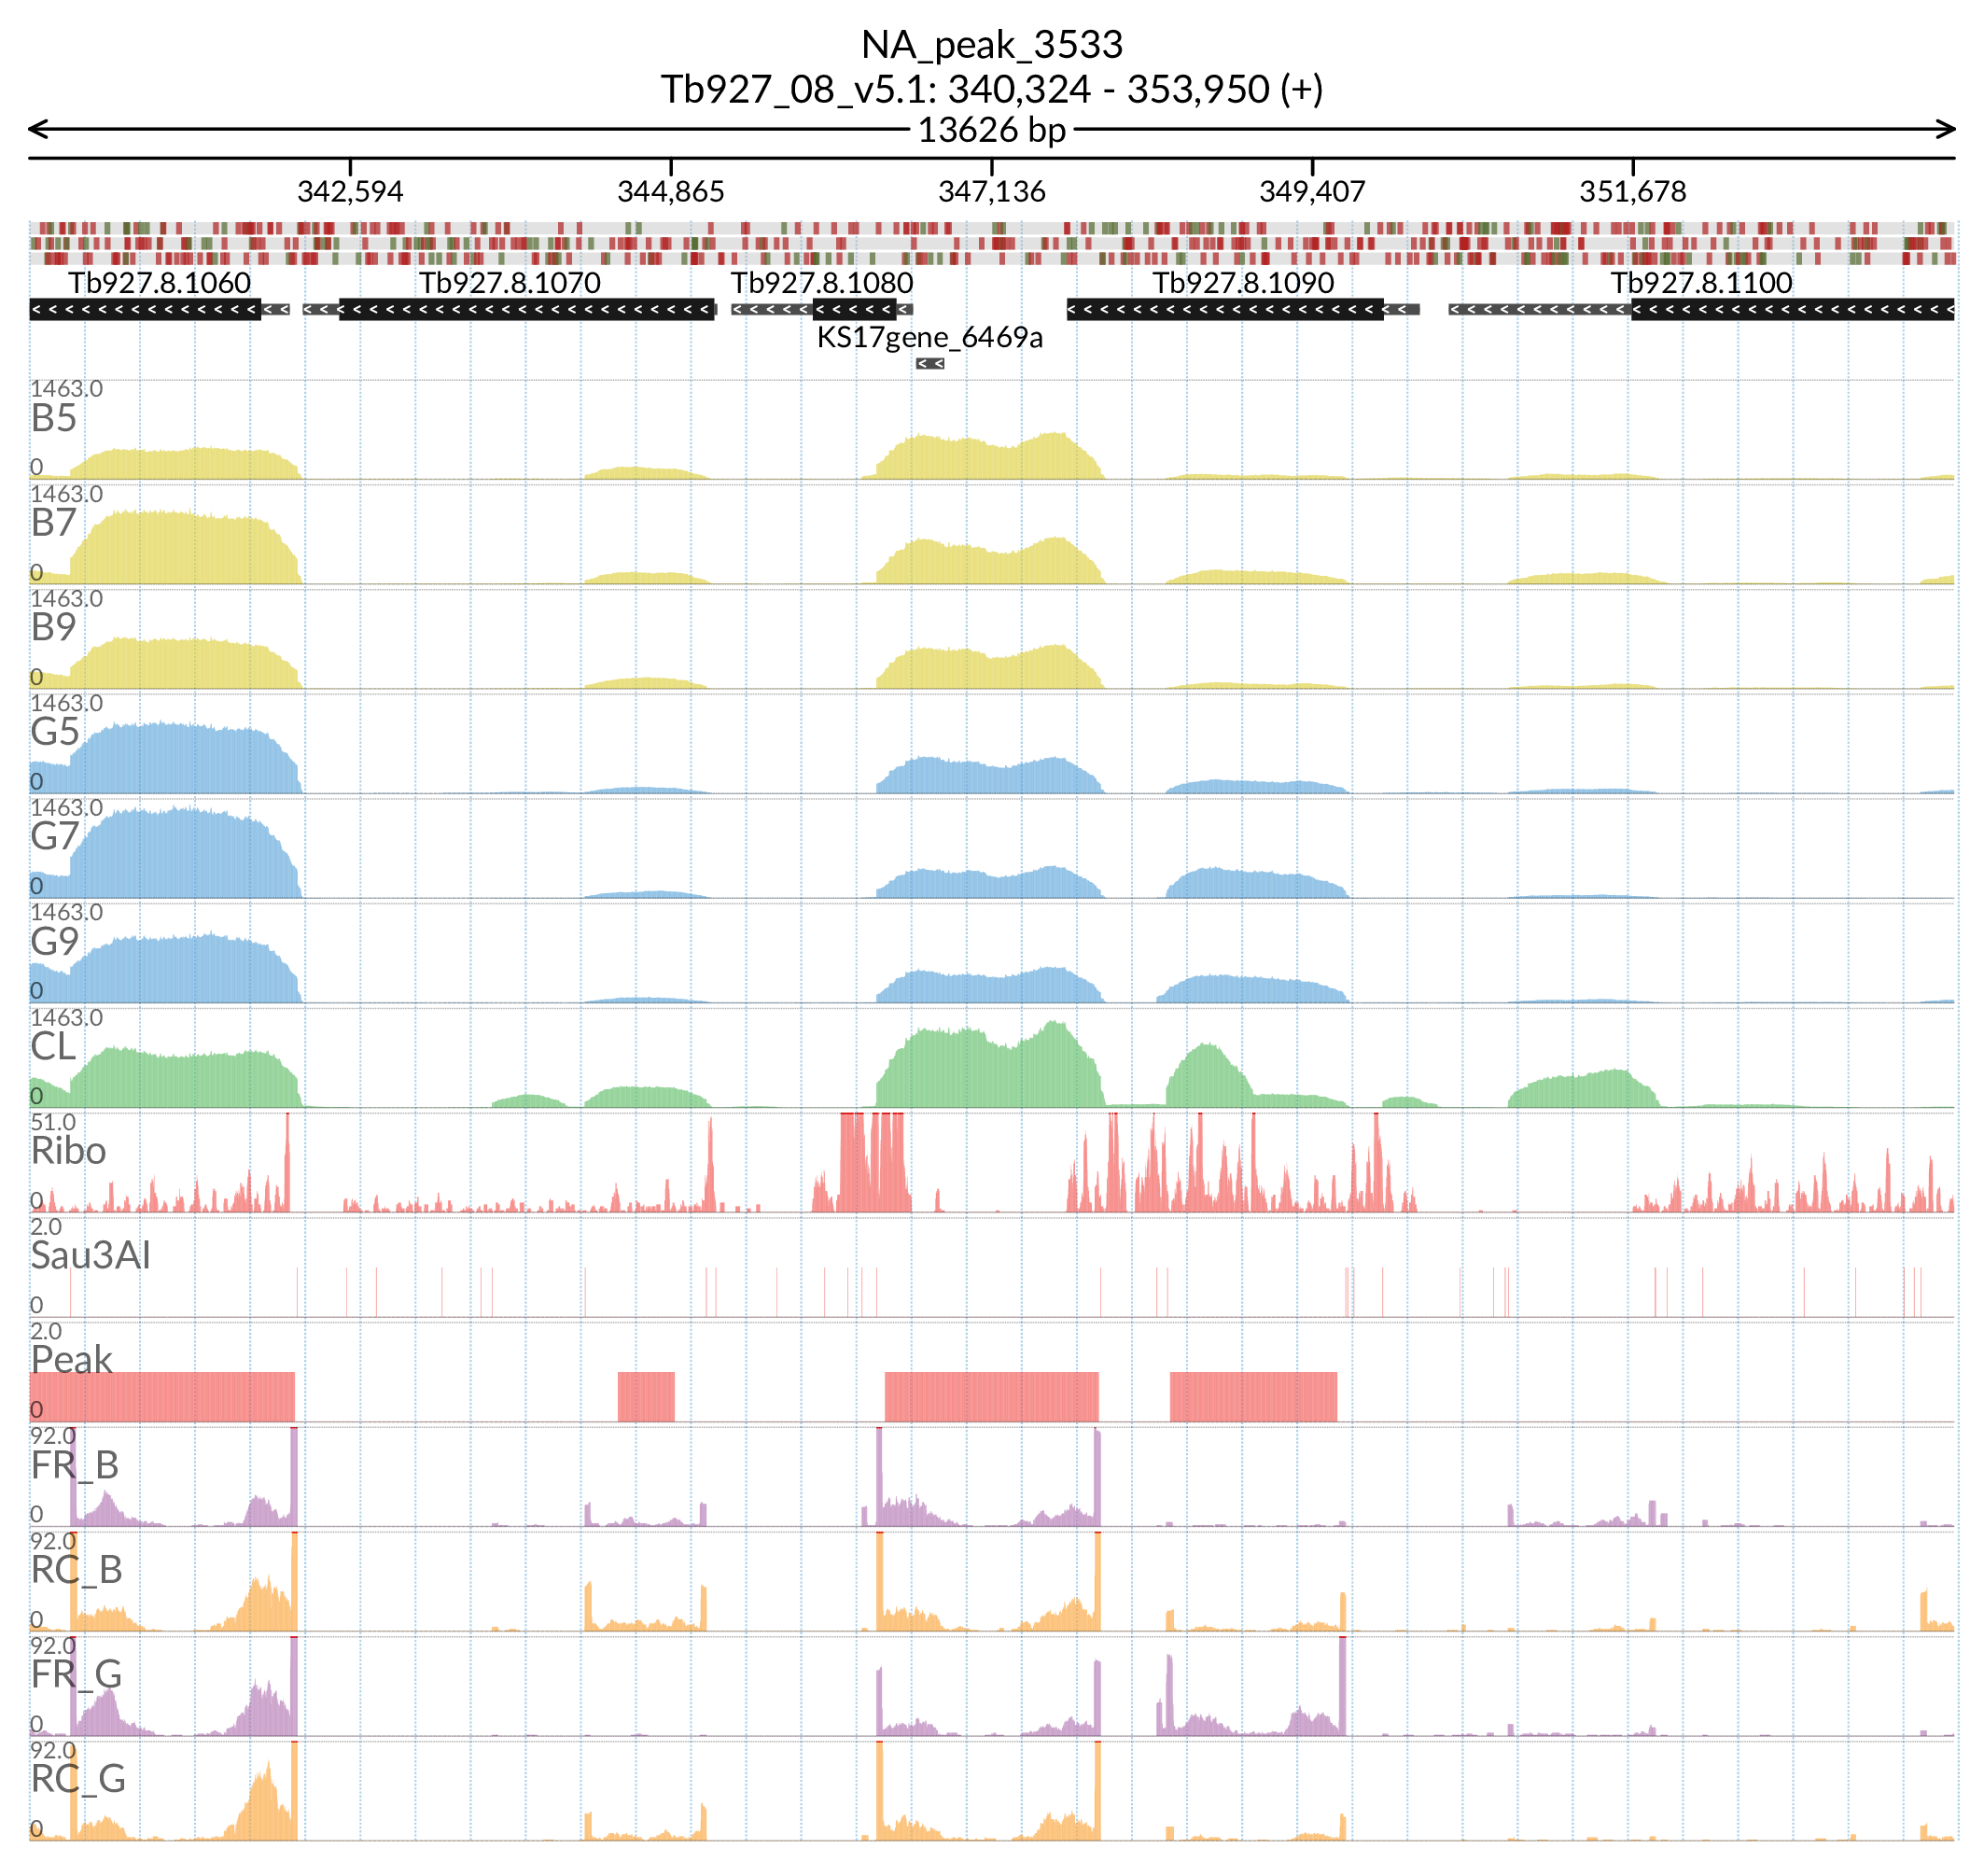 NA_peak_3533
Tb927_08_v5.1: 340,324 - 353,950 (+)
13626 bp
342,594 344,865 347,136 349,407 351,678
Tb927.8.1060 Tb927.8.1070 Tb927.8.1080 Tb927.8.1090 Tb927.8.1100
KS17gene_6469a
1463.0
B5
0
1463.0
B7
0
1463.0
B9
0
1463.0
G5
0
1463.0
G7
0
1463.0
G9
0
1463.0
CL
0
51.0
Ribo
0
2.0
Sau3AI
0
2.0
Peak
0
92.0
FR_B
0
92.0
RC_B
0
92.0
FR_G
0
92.0
RC_G
0